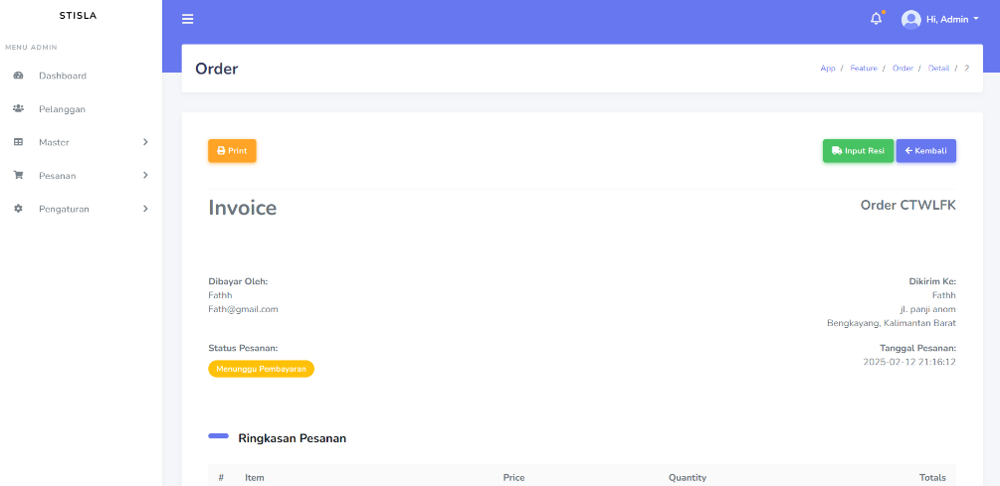 STISLA
Hi, Admin
MENU ADMIN
Dashboard
Pelanggan
Master
Pesanan
Pengaturan
Order
App / Feature / Order / Detail / 2
Print
Input Resi
Kembali
Invoice
Order CTWLFK
Dibayar Oleh:
Fathh
Fath@gmail.com
Dikirim Ke:
Fathh
jl. panji anom
Bengkayang, Kalimantan Barat
Status Pesanan:
Menunggu Pembayaran
Tanggal Pesanan:
2025-02-12 21:16:12
Ringkasan Pesanan
# Item Price Quantity Totals